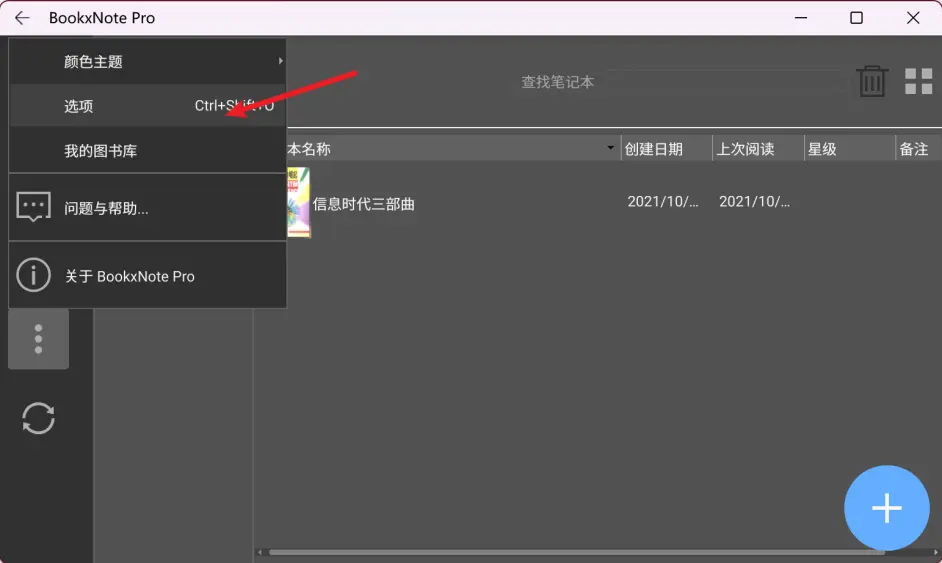 BookxNote Pro
颜色主题
选项 Ctrl+Shift+O
我的图书库
问题与帮助...
关于 BookxNote Pro
查找笔记本
本名称 创建日期 上次阅读 星级 备注
信息时代三部曲 2021/10/... 2021/10/...